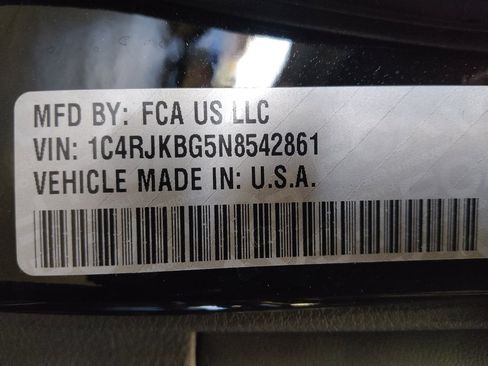 MFD BY: FCA US LLC
VIN: 1C4RJKBG5N8542861
VEHICLE MADE IN: U.S.A.